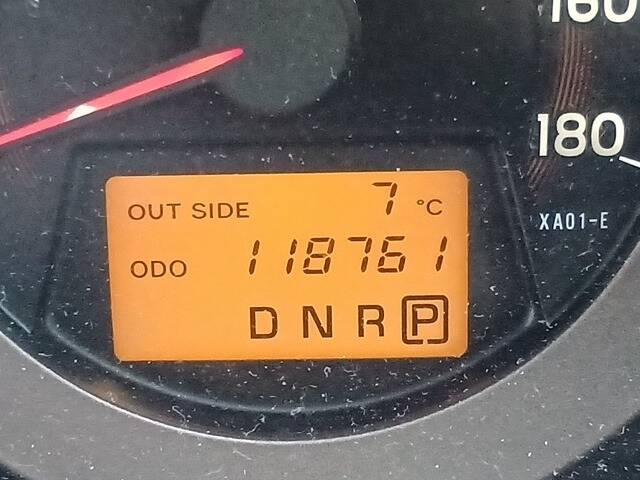 160
180
XA01-E
OUT SIDE 7 °C
ODO 118761
D N R P